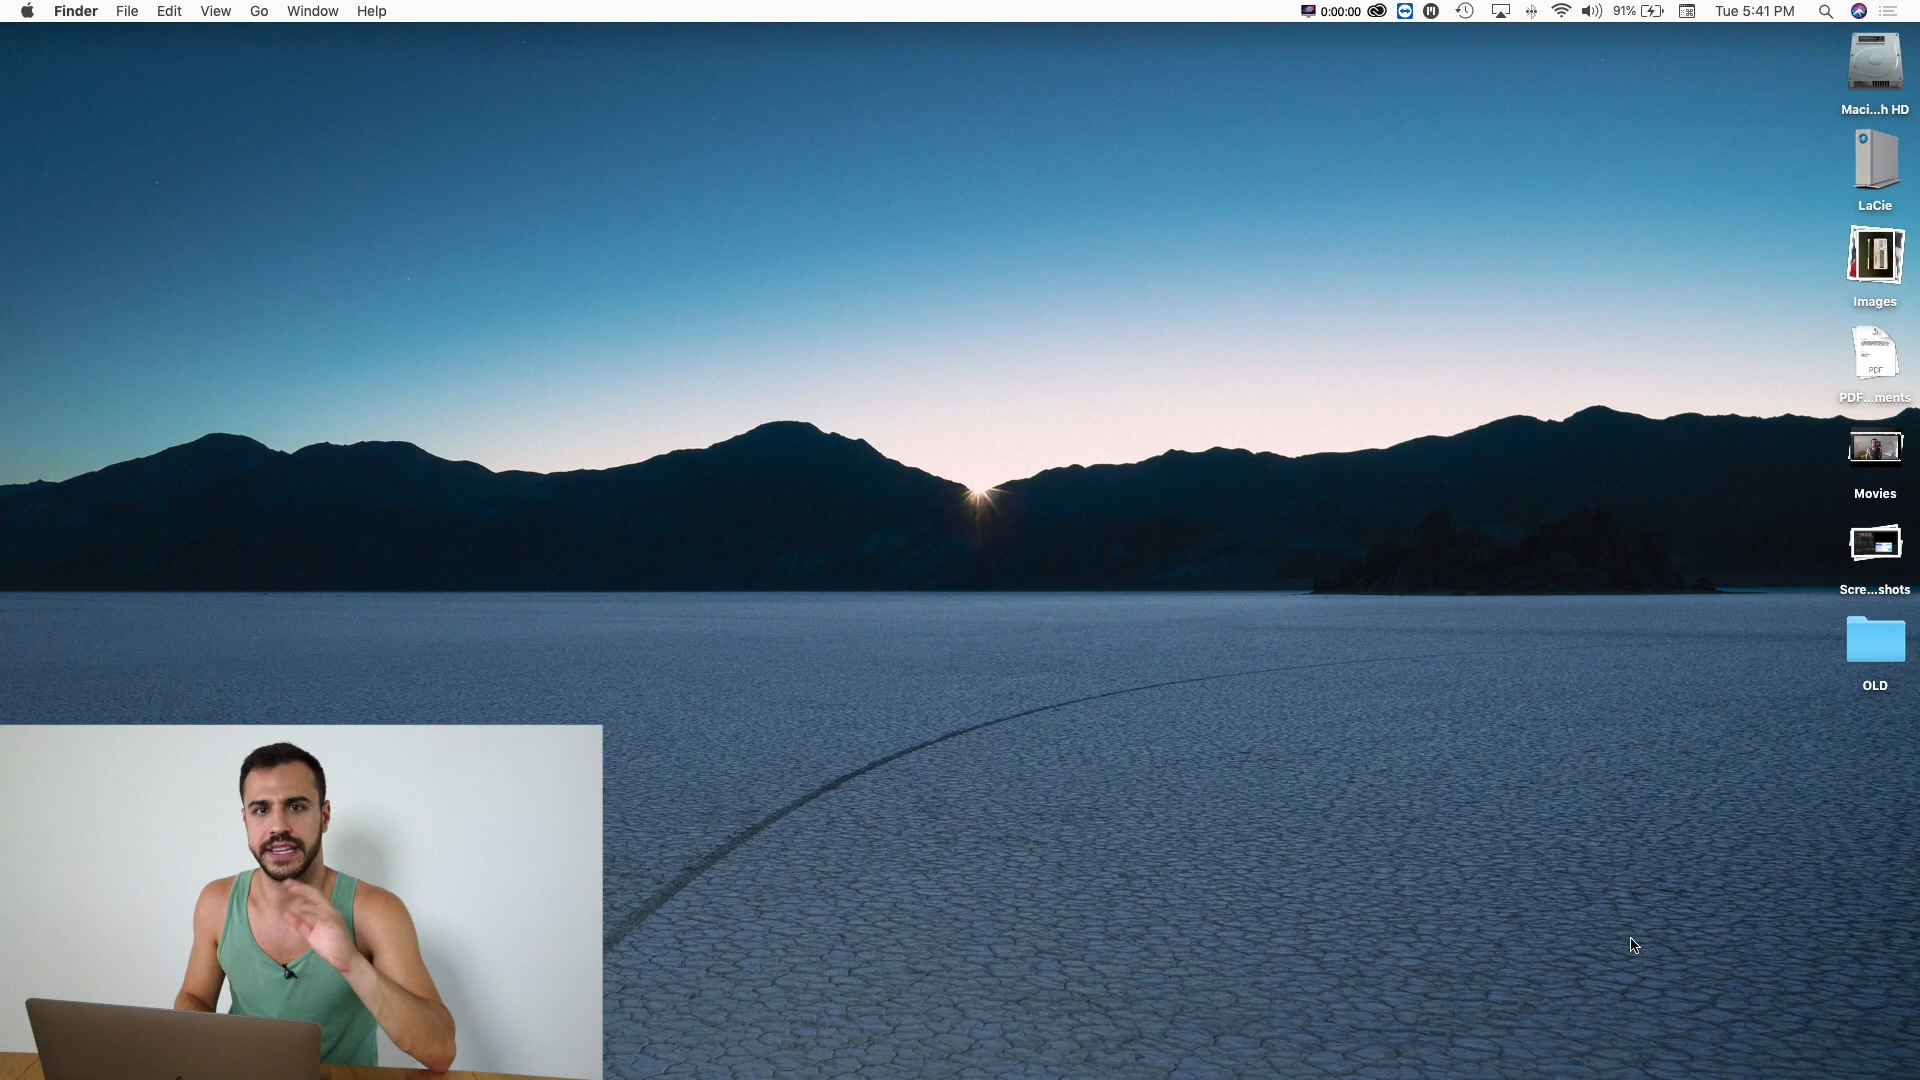 Finder File Edit View Go Window Help 0:00:00 91% Tue 5:41 PM
Maci...h HD
LaCie
Images
PDF
PDF...ments
Movies
Scre...shots
OLD